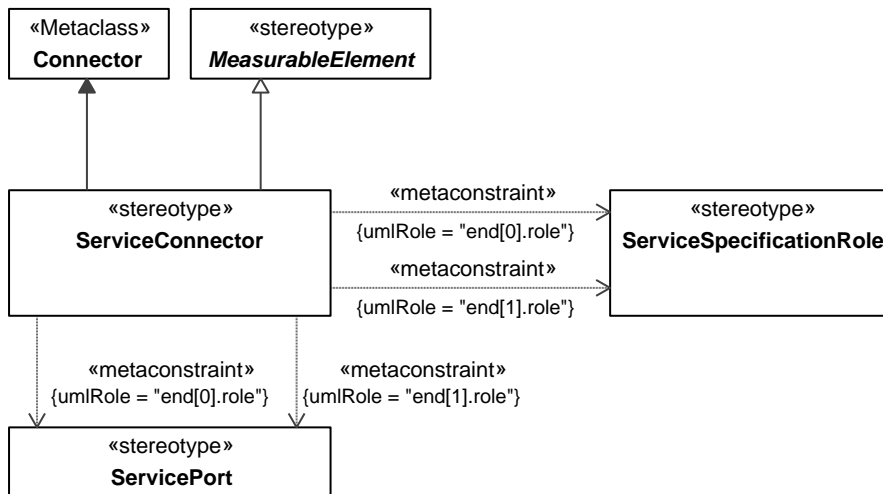 «Metaclass»
Connector
«stereotype»
MeasurableElement
«stereotype»
ServiceConnector
«metaconstraint»
{umlRole = "end[0].role"}
«metaconstraint»
{umlRole = "end[1].role"}
«stereotype»
ServiceSpecificationRole
«metaconstraint»
{umlRole = "end[0].role"}
«metaconstraint»
{umlRole = "end[1].role"}
«stereotype»
ServicePort